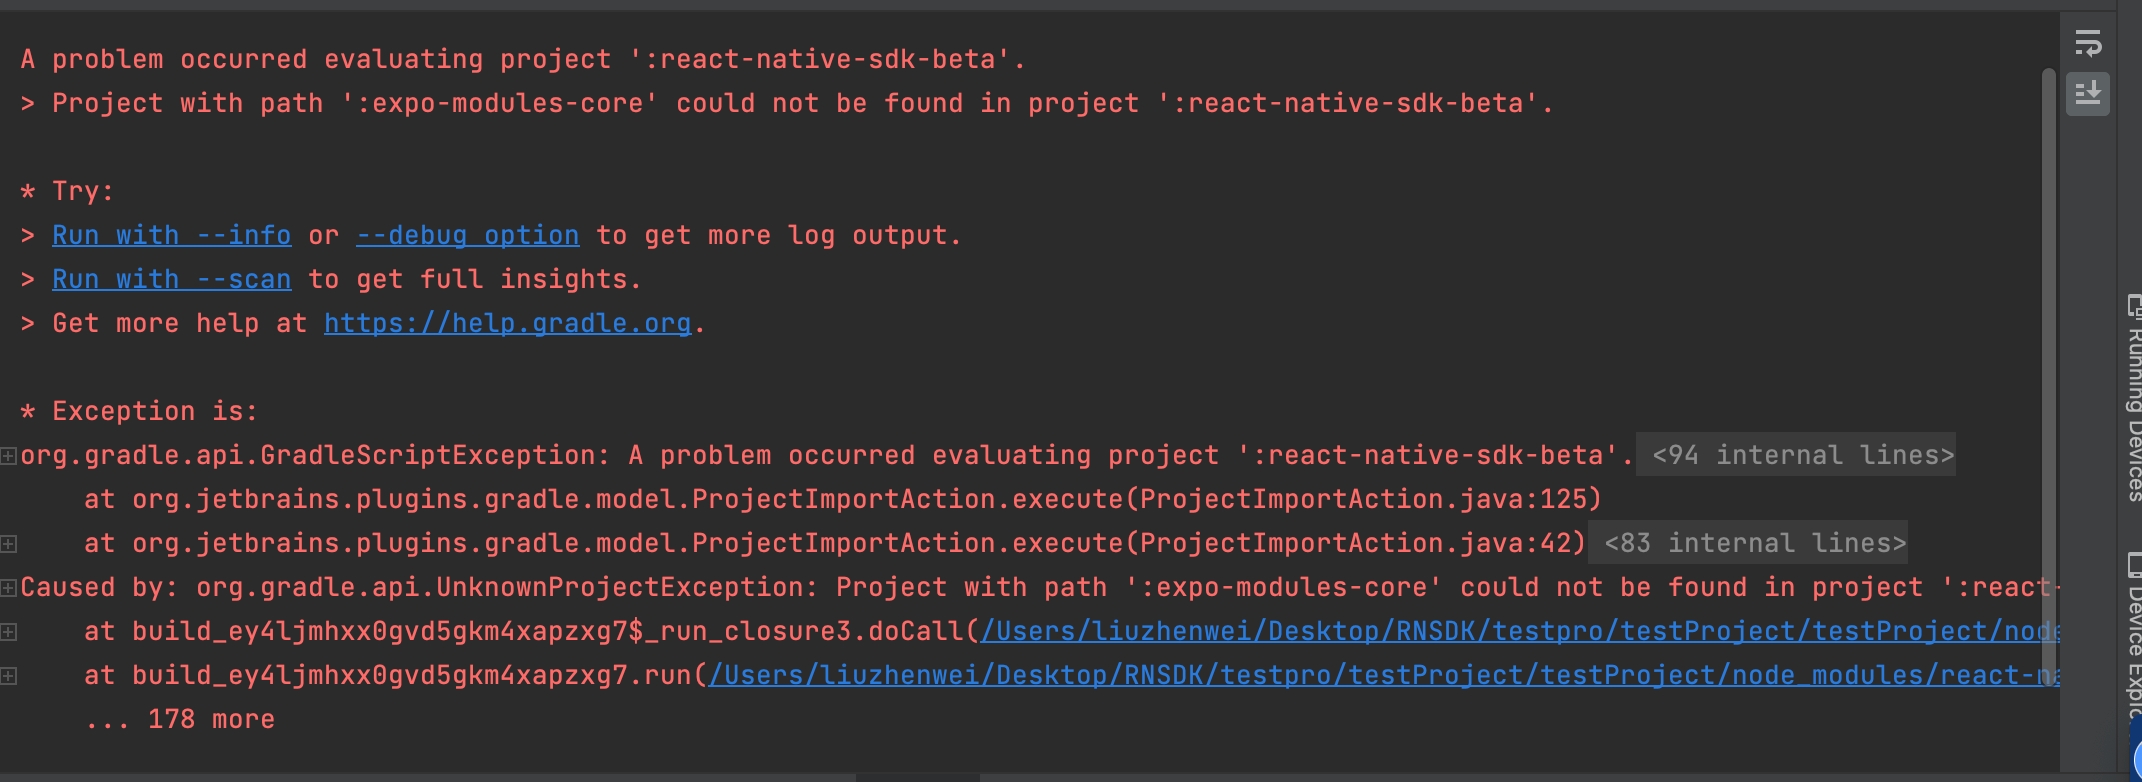 A problem occurred evaluating project ':react-native-sdk-beta'.
> Project with path ':expo-modules-core' could not be found in project ':react-native-sdk-beta'.
* Try:
> Run with --info or --debug option to get more log output.
> Run with --scan to get full insights.
> Get more help at https://help.gradle.org.
* Exception is:
org.gradle.api.GradleScriptException: A problem occurred evaluating project ':react-native-sdk-beta'. <94 internal lines>
at org.jetbrains.plugins.gradle.model.ProjectImportAction.execute(ProjectImportAction.java:125)
at org.jetbrains.plugins.gradle.model.ProjectImportAction.execute(ProjectImportAction.java:42) <83 internal lines>
Caused by: org.gradle.api.UnknownProjectException: Project with path ':expo-modules-core' could not be found in project ':react-
at build_ey4ljmhxx0gvd5gkm4xapzxg7$_run_closure3.doCall(/Users/liuzhenwei/Desktop/RNSDK/testpro/testProject/testProject/node
at build_ey4ljmhxx0gvd5gkm4xapzxg7.run(/Users/liuzhenwei/Desktop/RNSDK/testpro/testProject/testProject/node_modules/react-na
... 178 more
Running Devices
Device Explo